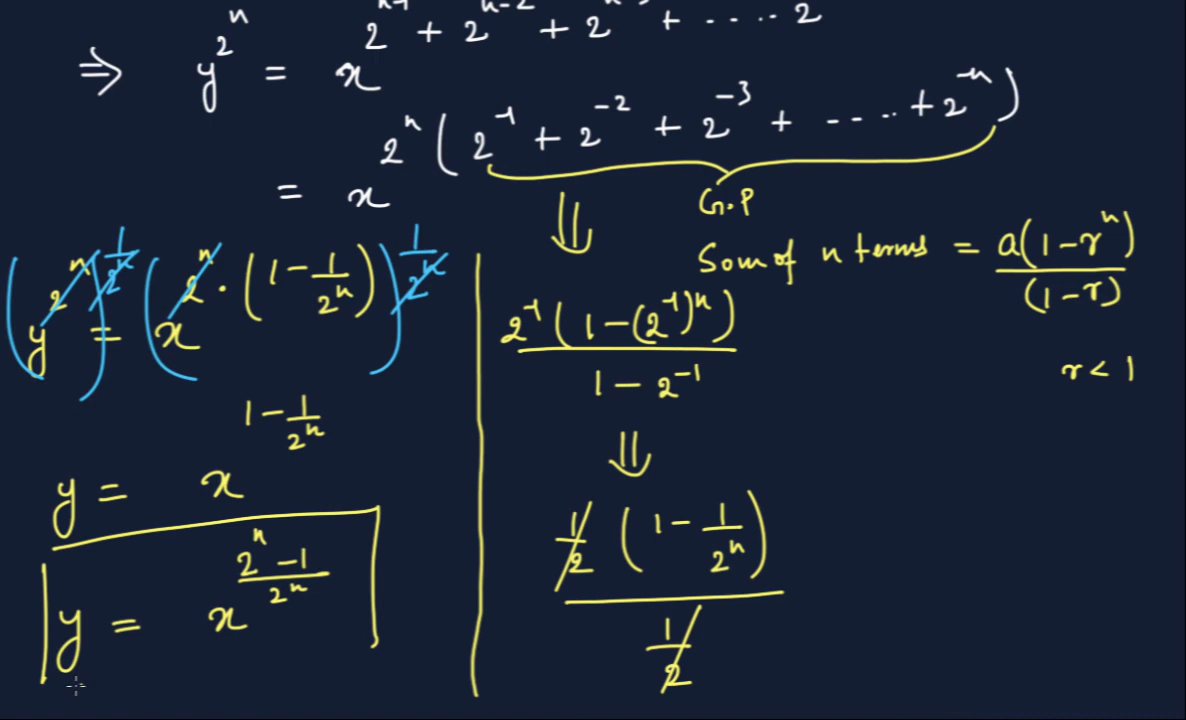 ⇒ y^{2^n} = x^{2^{n-1} + 2^{n-2} + 2^{n-3} + ..... 2}
= x^{2^n (2^{-1} + 2^{-2} + 2^{-3} + ..... + 2^{-n})}
G.P
⇓
Som of n terms = a(1-r^n) / (1-r)
r < 1
(y^{2^n})^{1/2^n} = (x^{2^n · (1 - 1/2^n)})^{1/2^n}
y = x^{1 - 1/2^n}
y = x^{(2^n - 1)/2^n}
2^{-1} (1 - (2^{-1})^n) / 1 - 2^{-1}
⇓
1/2 (1 - 1/2^n) / 1/2